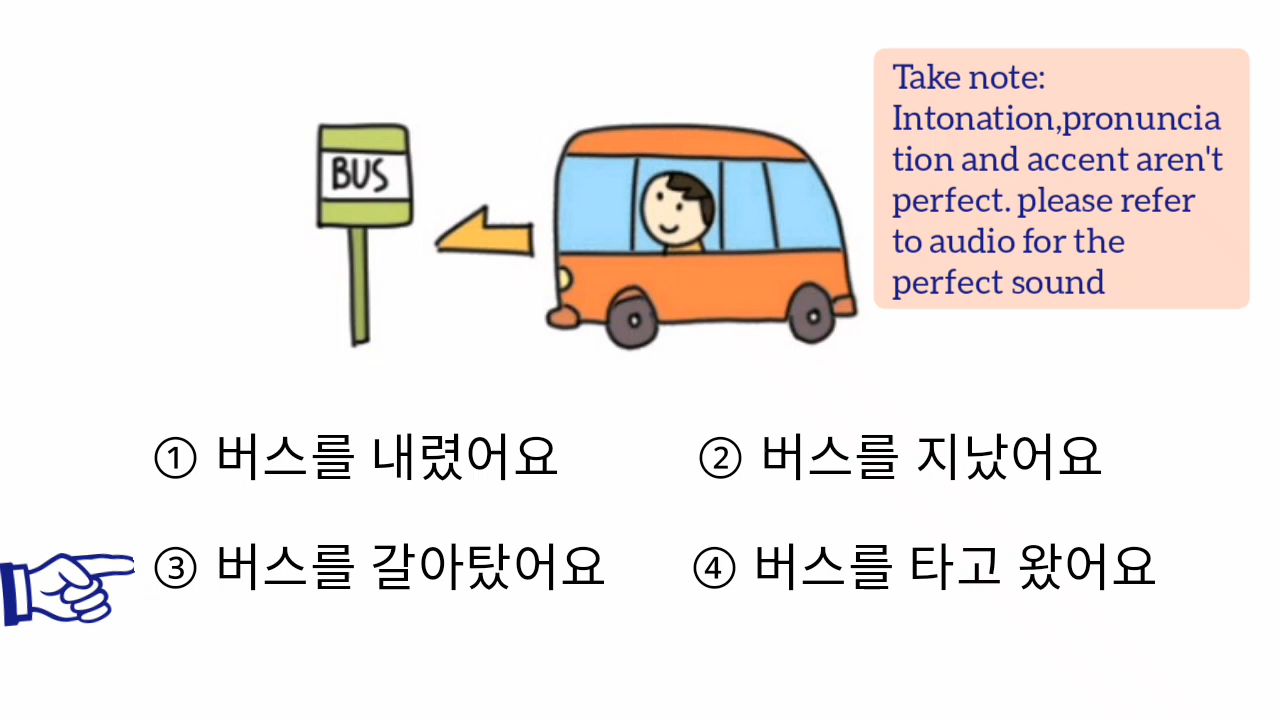 Take note:
Intonation,pronuncia
tion and accent aren't
perfect. please refer
to audio for the
perfect sound
BUS
① 버스를 내렸어요
② 버스를 지났어요
③ 버스를 갈아탔어요
④ 버스를 타고 왔어요